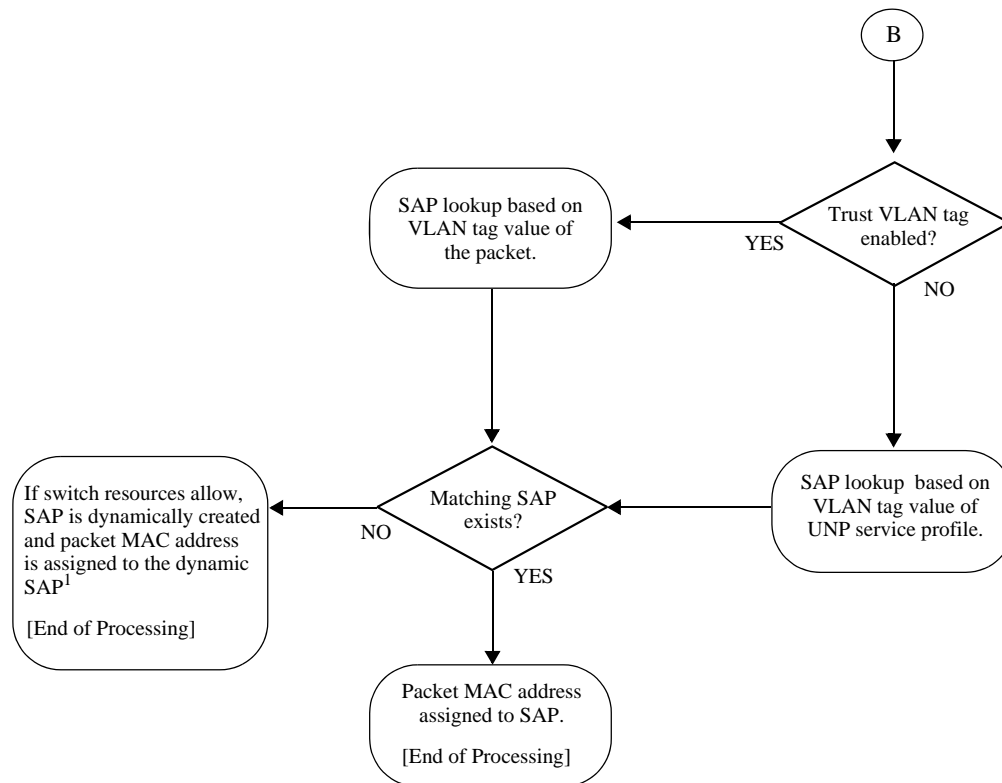 B
Trust VLAN tag
enabled?
YES
NO
SAP lookup based on
VLAN tag value of
the packet.
SAP lookup  based on
VLAN tag value of
UNP service profile.
Matching SAP
exists?
NO
YES
If switch resources allow,
SAP is dynamically created
and packet MAC address
is assigned to the dynamic
SAP1
[End of Processing]
Packet MAC address
assigned to SAP.
[End of Processing]